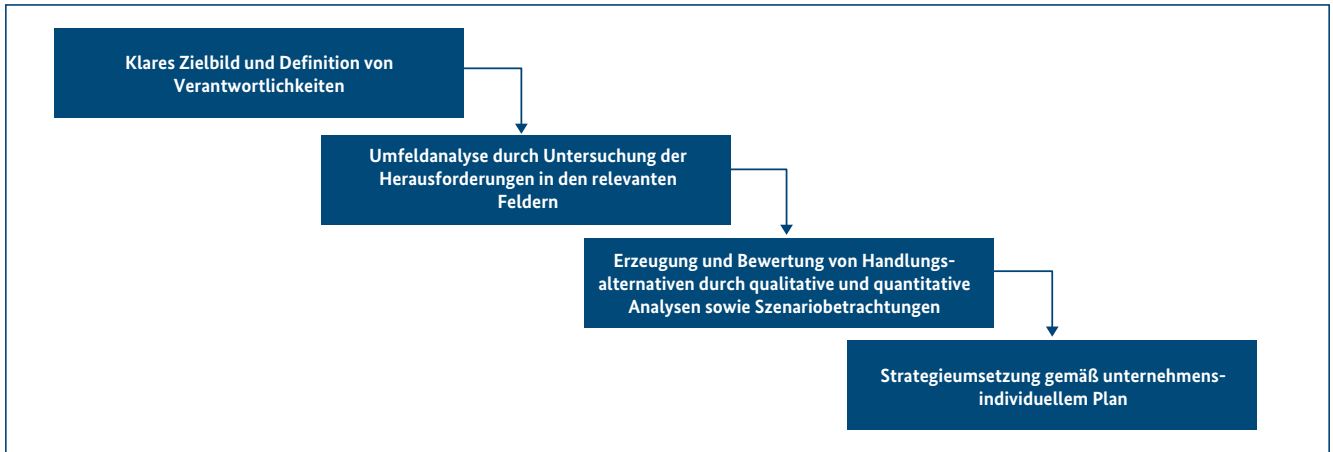 Klares Zielbild und Definition von
Verantwortlichkeiten
Umfeldanalyse durch Untersuchung der
Herausforderungen in den relevanten
Feldern
Erzeugung und Bewertung von Handlungs-
alternativen durch qualitative und quantitative
Analysen sowie Szenariobetrachtungen
Strategieumsetzung gemäß unternehmens-
individuellem Plan